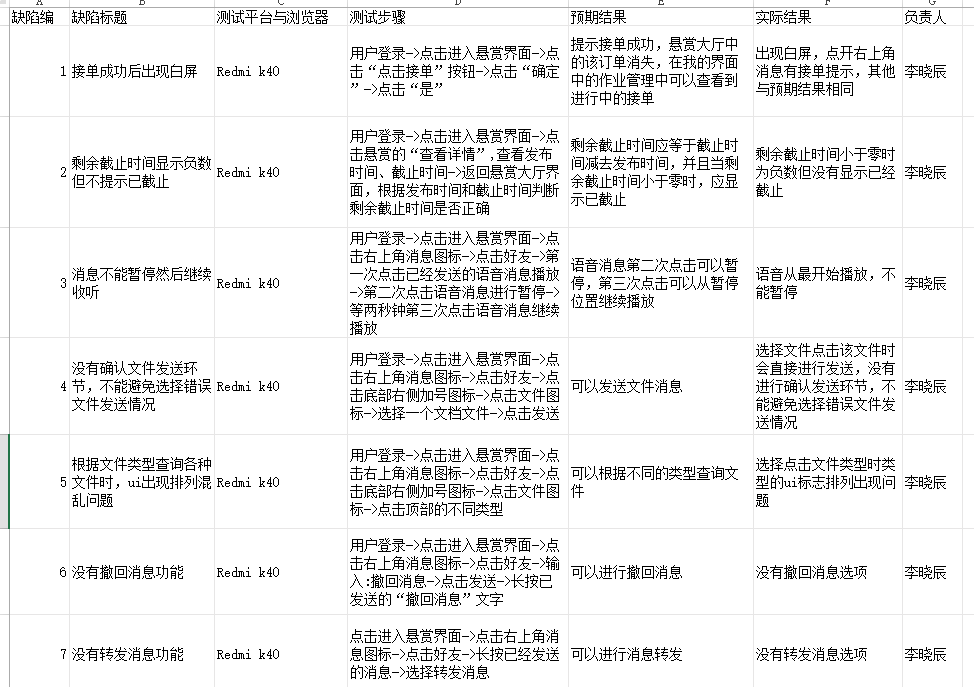 A B C D E F G
缺陷编 缺陷标题 测试平台与浏览器 测试步骤 预期结果 实际结果 负责人
1 接单成功后出现白屏 Redmi k40
用户登录->点击进入悬赏界面->点
击“点击接单”按钮->点击“确定
”->点击“是”
提示接单成功，悬赏大厅中
的该订单消失，在我的界面
中的作业管理中可以查看到
进行中的接单
出现白屏，点开右上角
消息有接单提示，其他
与预期结果相同
李晓辰
2 剩余截止时间显示负数
但不提示已截止
Redmi k40
用户登录->点击进入悬赏界面->点
击悬赏的“查看详情”,查看发布
时间、截止时间->返回悬赏大厅界
面，根据发布时间和截止时间判断
剩余截止时间是否正确
剩余截止时间应等于截止时
间减去发布时间，并且当剩
余截止时间小于零时，应显
示已截止
剩余截止时间小于零时
为负数但没有显示已经
截止
李晓辰
3 消息不能暂停然后继续
收听
Redmi k40
用户登录->点击进入悬赏界面->点
击右上角消息图标->点击好友->第
一次点击已经发送的语音消息播放
->第二次点击语音消息进行暂停->
等两秒钟第三次点击语音消息继续
播放
语音消息第二次点击可以暂
停，第三次点击可以从暂停
位置继续播放
语音从最开始播放，不
能暂停
李晓辰
4 没有确认文件发送环
节，不能避免选择错误
文件发送情况
Redmi k40
用户登录->点击进入悬赏界面->点
击右上角消息图标->点击好友->点
击底部右侧加号图标->点击文件图
标->选择一个文档文件->点击发送
可以发送文件消息
选择文件点击该文件时
会直接进行发送，没有
进行确认发送环节，不
能避免选择错误文件发
送情况
李晓辰
5 根据文件类型查询各种
文件时，ui出现排列混
乱问题
Redmi k40
用户登录->点击进入悬赏界面->点
击右上角消息图标->点击好友->点
击底部右侧加号图标->点击文件图
标->点击顶部的不同类型
可以根据不同的类型查询文
件
选择点击文件类型时类
型的ui标志排列出现问
题
李晓辰
6 没有撤回消息功能 Redmi k40
用户登录->点击进入悬赏界面->点
击右上角消息图标->点击好友->输
入:撤回消息->点击发送->长按已
发送的“撤回消息”文字
可以进行撤回消息
没有撤回消息选项
李晓辰
7 没有转发消息功能 Redmi k40
点击进入悬赏界面->点击右上角消
息图标->点击好友->长按已经发送
的消息->选择转发消息
可以进行消息转发
没有转发消息选项
李晓辰